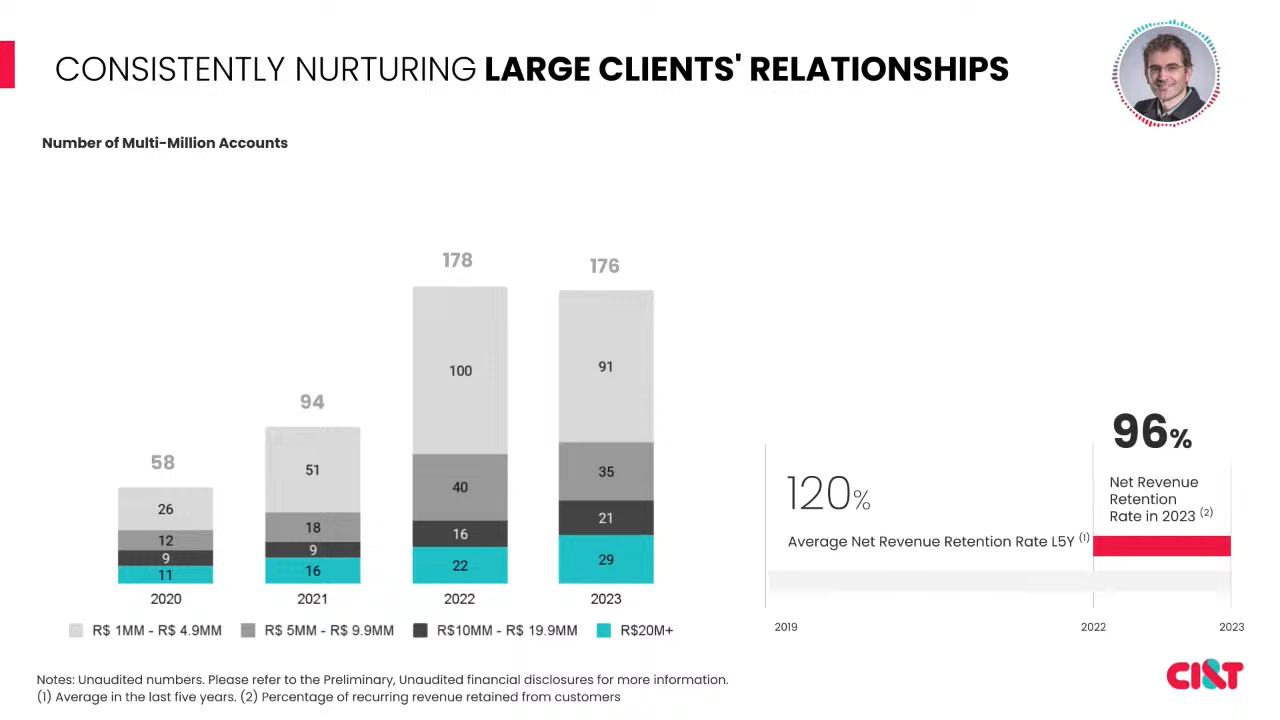 CONSISTENTLY NURTURING LARGE CLIENTS' RELATIONSHIPS
Number of Multi-Million Accounts
58
94
178
176
26
12
9
11
51
18
9
16
100
40
16
22
91
35
21
29
2020
2021
2022
2023
R$ 1MM - R$ 4.9MM
R$ 5MM - R$ 9.9MM
R$10MM - R$ 19.9MM
R$20M+
120%
Average Net Revenue Retention Rate L5Y (1)
96%
Net Revenue
Retention
Rate in 2023 (2)
2019
2022
2023
Notes: Unaudited numbers. Please refer to the Preliminary, Unaudited financial disclosures for more information.
(1) Average in the last five years. (2) Percentage of recurring revenue retained from customers
CI&T